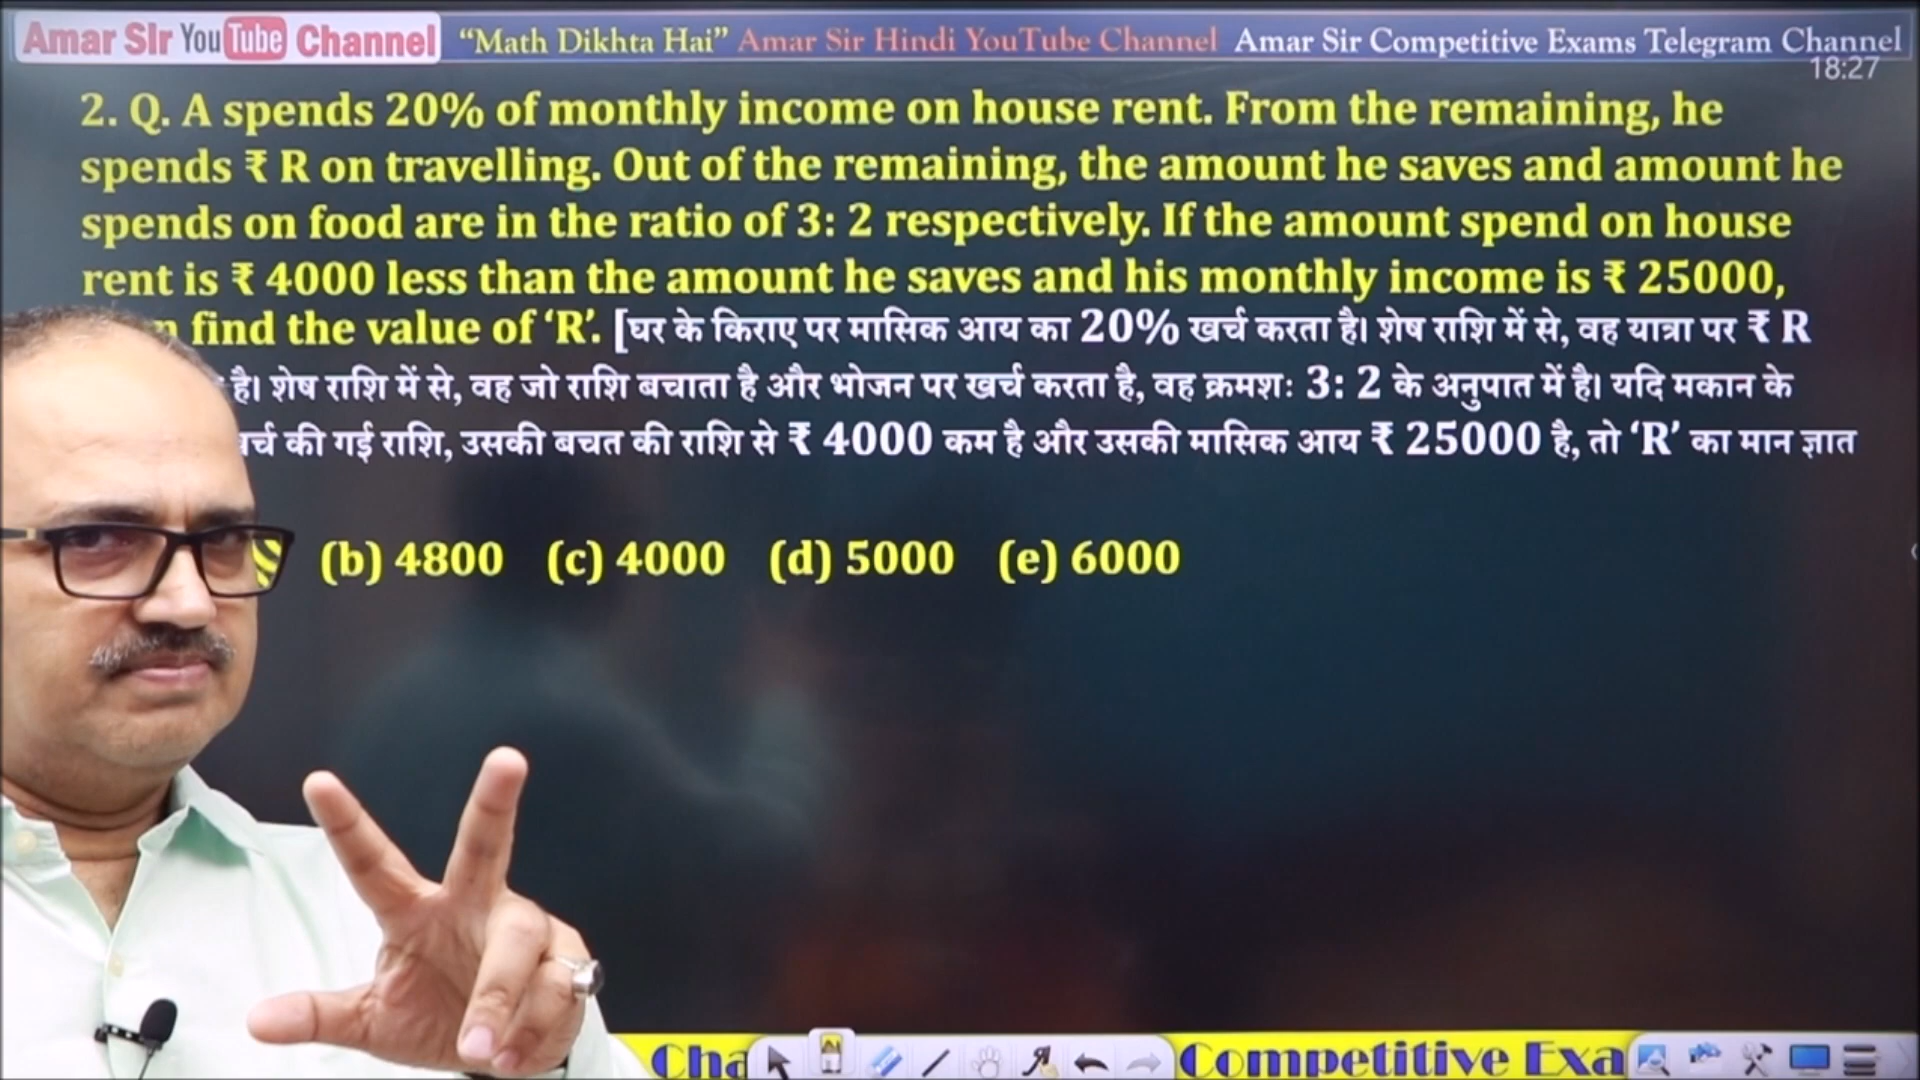 Amar Sir YouTube Channel "Math Dikhta Hai" Amar Sir Hindi YouTube Channel Amar Sir Competitive Exams Telegram Channel
18:27
2. Q. A spends 20% of monthly income on house rent. From the remaining, he
spends ₹ R on travelling. Out of the remaining, the amount he saves and amount he
spends on food are in the ratio of 3: 2 respectively. If the amount spend on house
rent is ₹ 4000 less than the amount he saves and his monthly income is ₹ 25000,
find the value of ‘R’. [घर के किराए पर मासिक आय का 20% खर्च करता है। शेष राशि में से, वह यात्रा पर ₹ R
है। शेष राशि में से, वह जो राशि बचाता है और भोजन पर खर्च करता है, वह क्रमशः 3: 2 के अनुपात में है। यदि मकान के
की गई राशि, उसकी बचत की राशि से ₹ 4000 कम है और उसकी मासिक आय ₹ 25000 है, तो ‘R’ का मान ज्ञात
(b) 4800 (c) 4000 (d) 5000 (e) 6000
Competitive